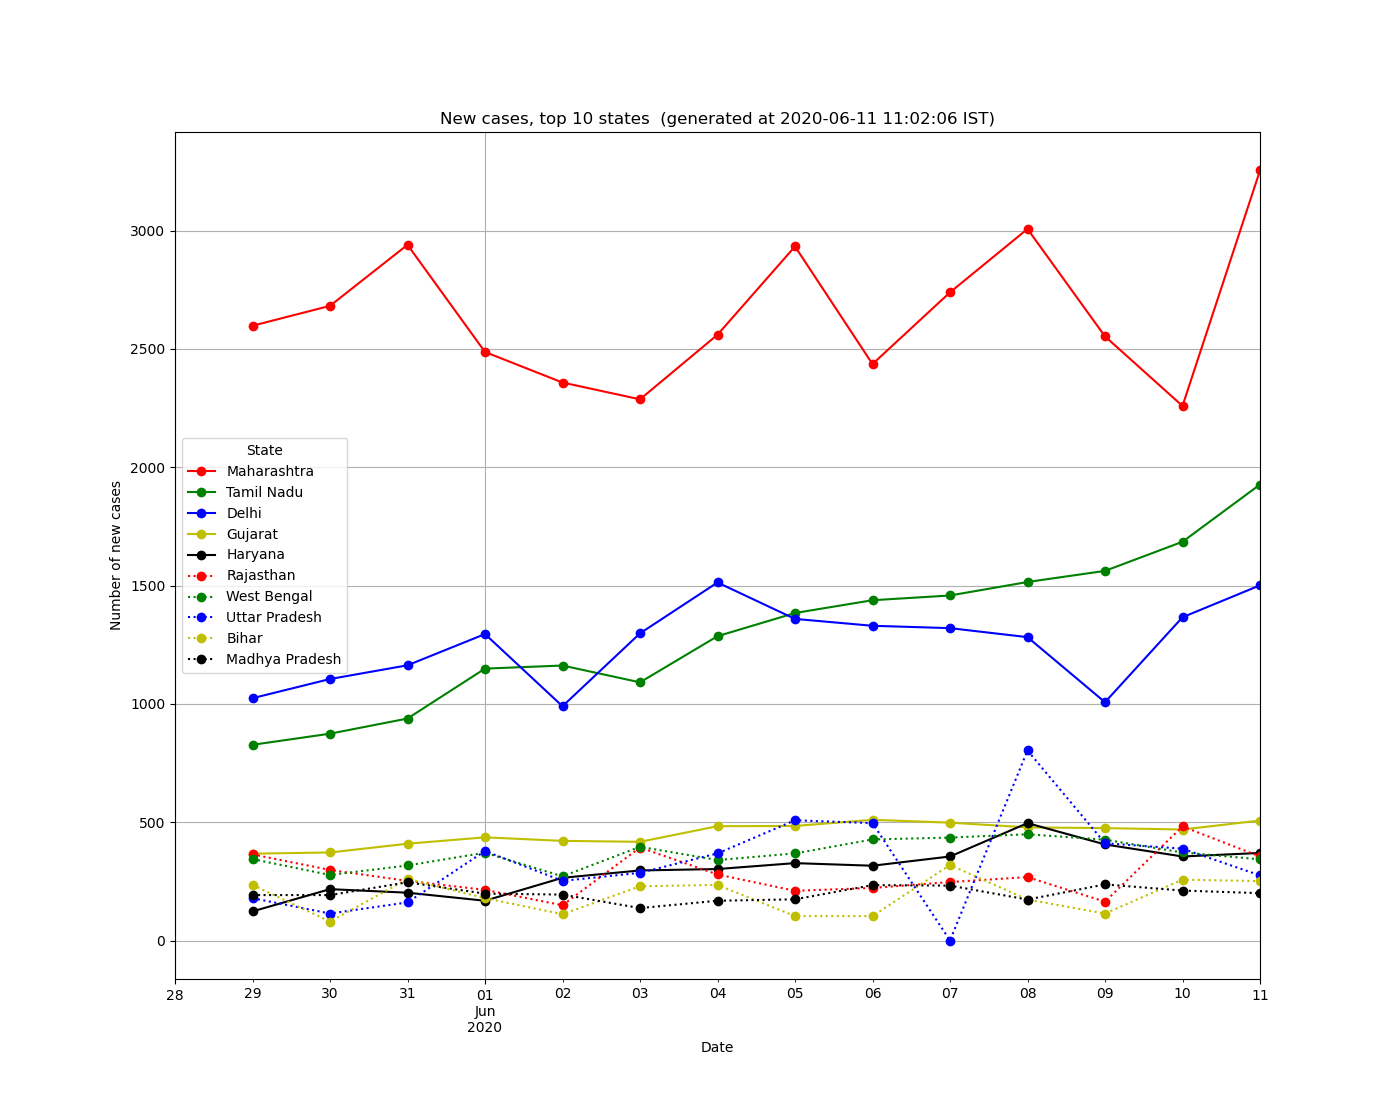 New cases, top 10 states  (generated at 2020-06-11 11:02:06 IST)
Number of new cases
3000
2500
2000
1500
1000
500
0
State
Maharashtra
Tamil Nadu
Delhi
Gujarat
Haryana
Rajasthan
West Bengal
Uttar Pradesh
Bihar
Madhya Pradesh
28 29 30 31 01 02 03 04 05 06 07 08 09 10 11
Jun
2020
Date